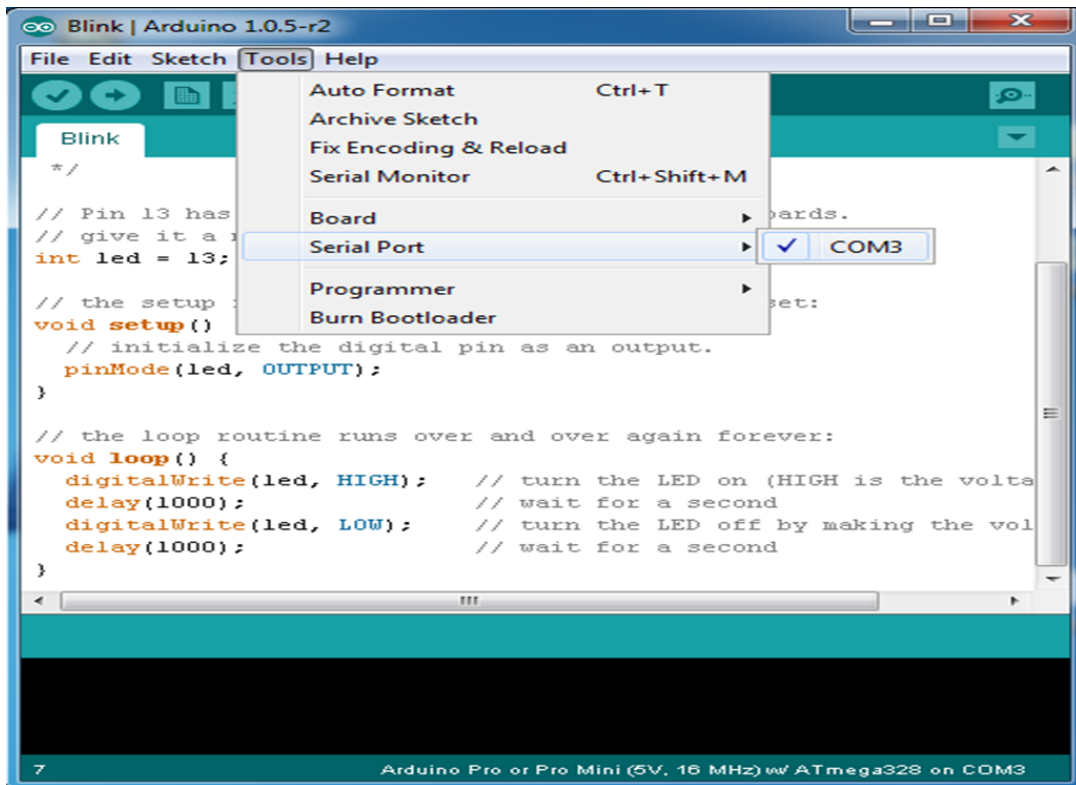 Blink | Arduino 1.0.5-r2
File Edit Sketch Tools Help
Auto Format Ctrl+T
Archive Sketch
Blink
Fix Encoding & Reload
*/
Serial Monitor Ctrl+Shift+M
// Pin 13 has
Board
// give it a
Serial Port
COM3
int led = 13;
Programmer
// the setup
Burn Bootloader
void setup()
// initialize the digital pin as an output.
pinMode(led, OUTPUT);
}
// the loop routine runs over and over again forever:
void loop() {
digitalWrite(led, HIGH); // turn the LED on (HIGH is the volta
delay(1000); // wait for a second
digitalWrite(led, LOW); // turn the LED off by making the vol
delay(1000); // wait for a second
}
7 Arduino Pro or Pro Mini (5V, 16 MHz) w/ ATmega328 on COM3